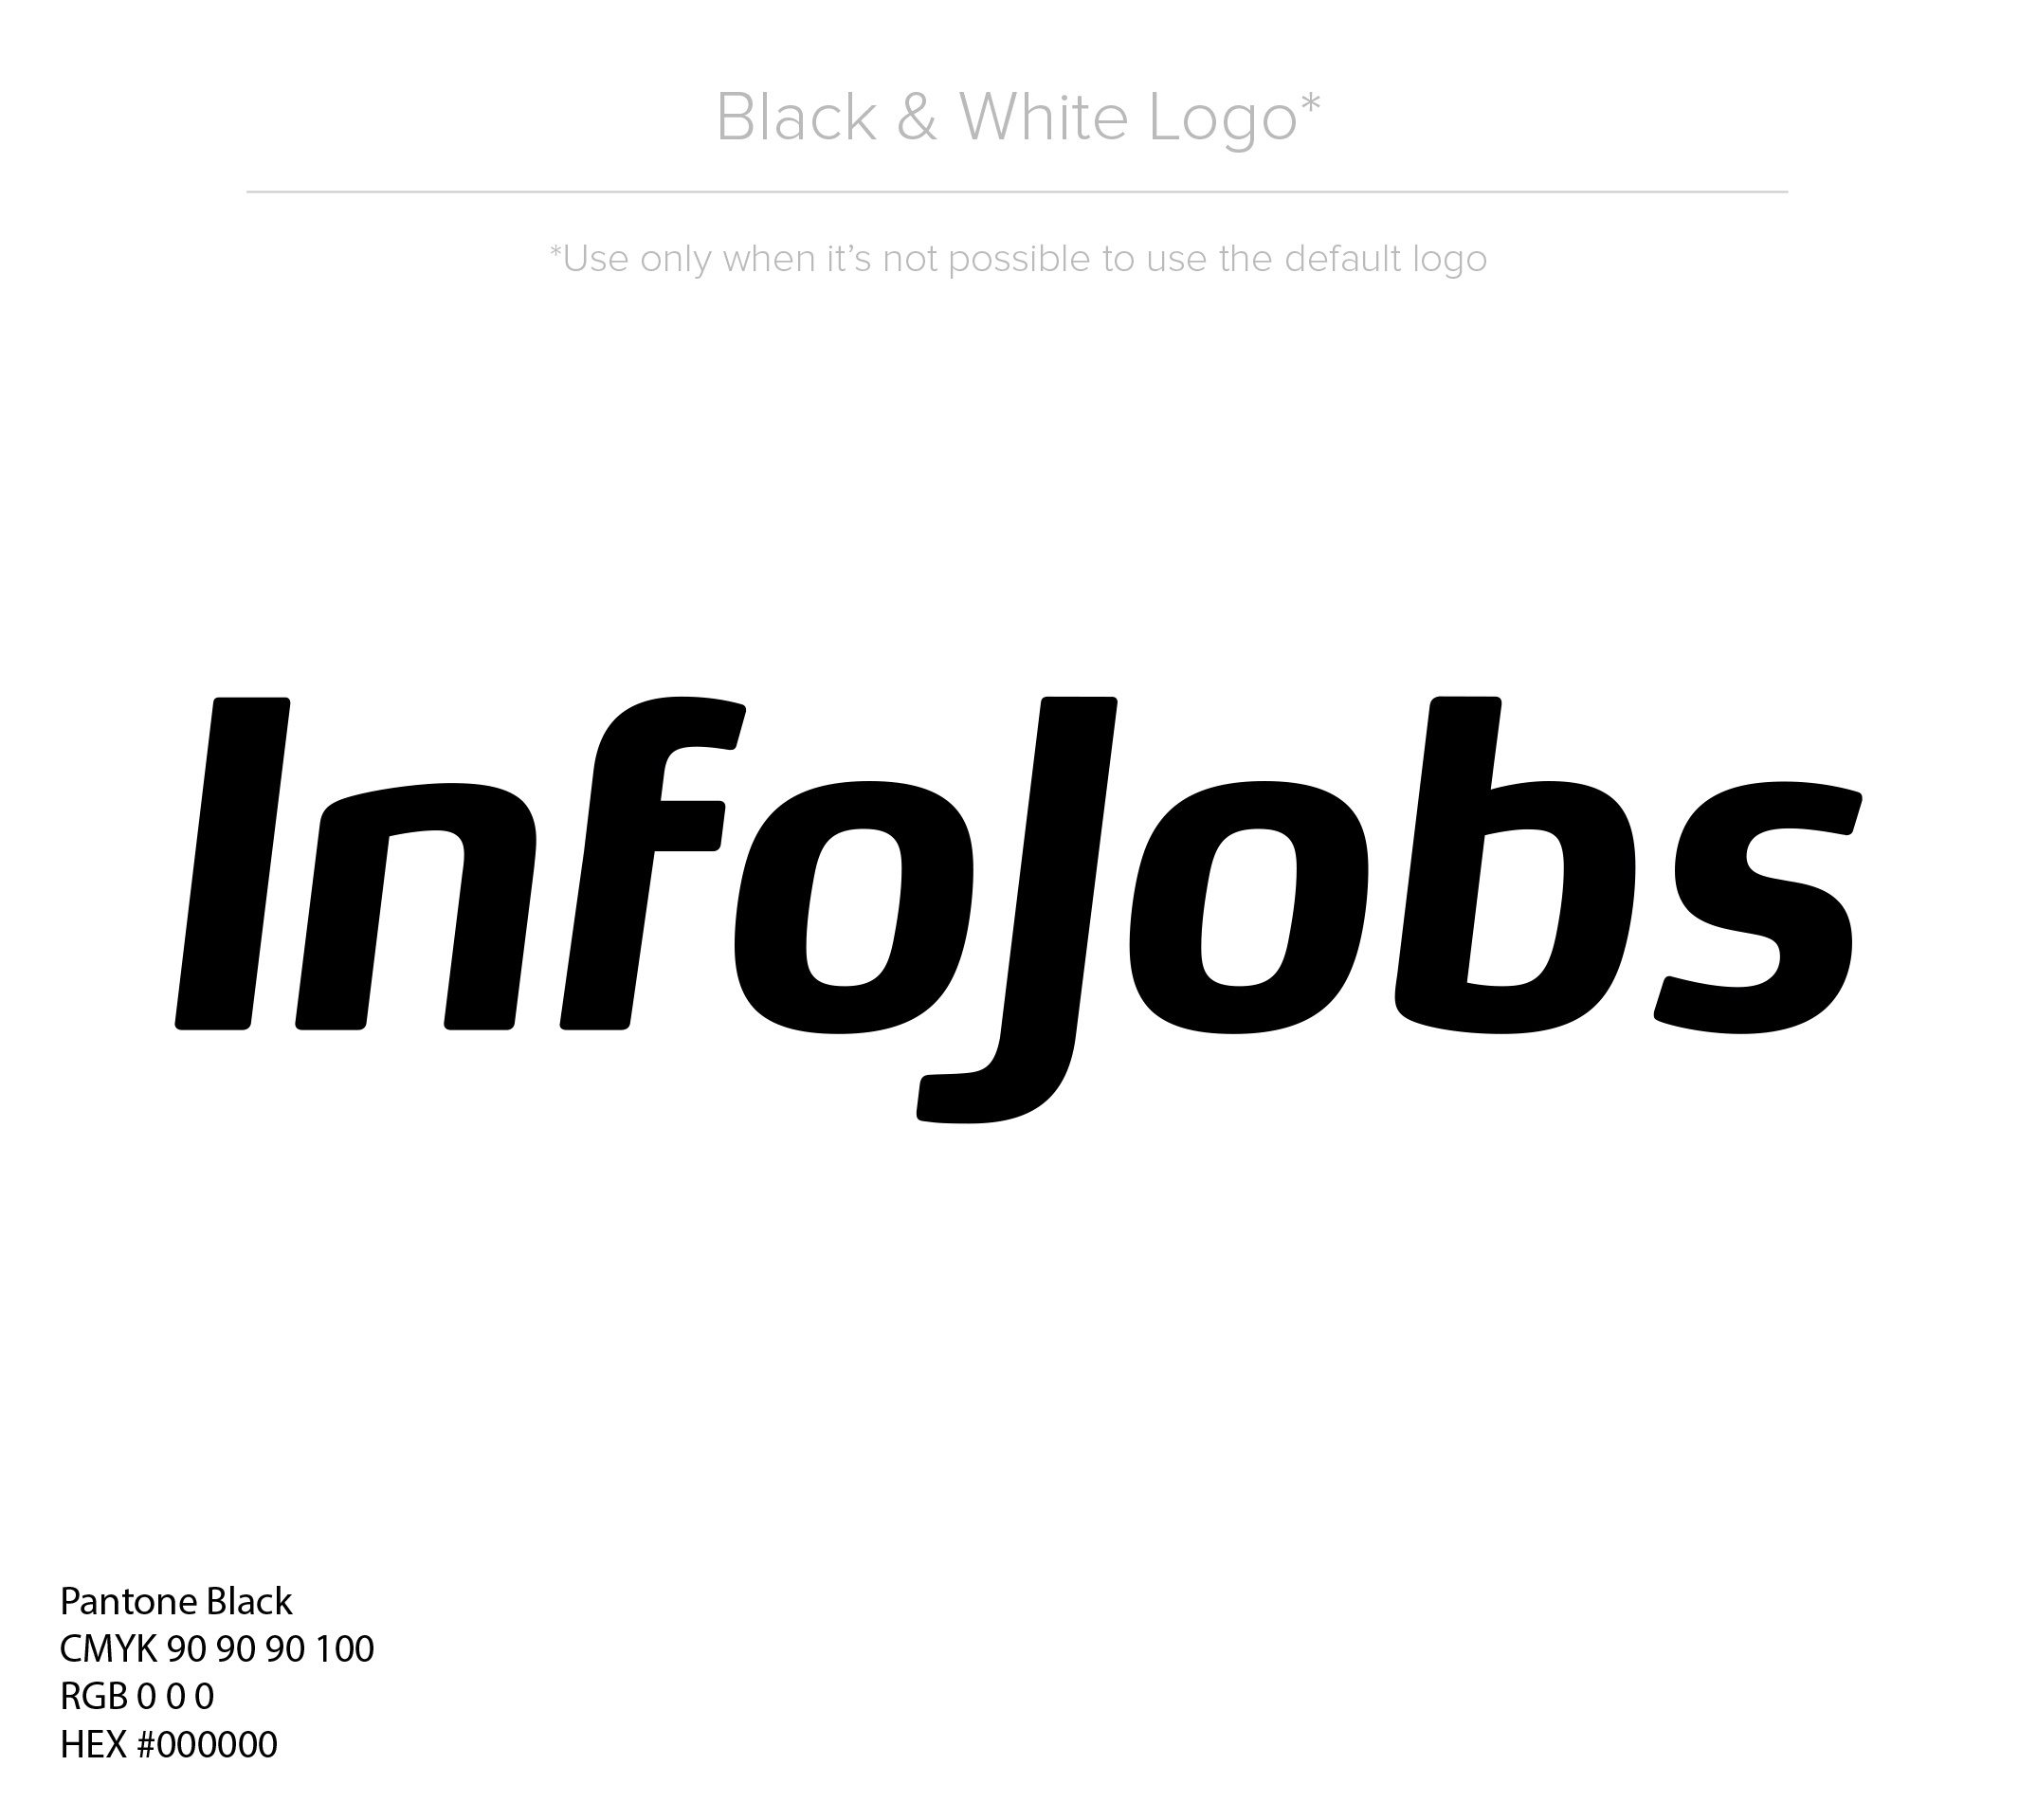 Black & White Logo*
*Use only when it’s not possible to use the default logo
InfoJobs
Pantone Black
CMYK 90 90 90 100
RGB 0 0 0
HEX #000000